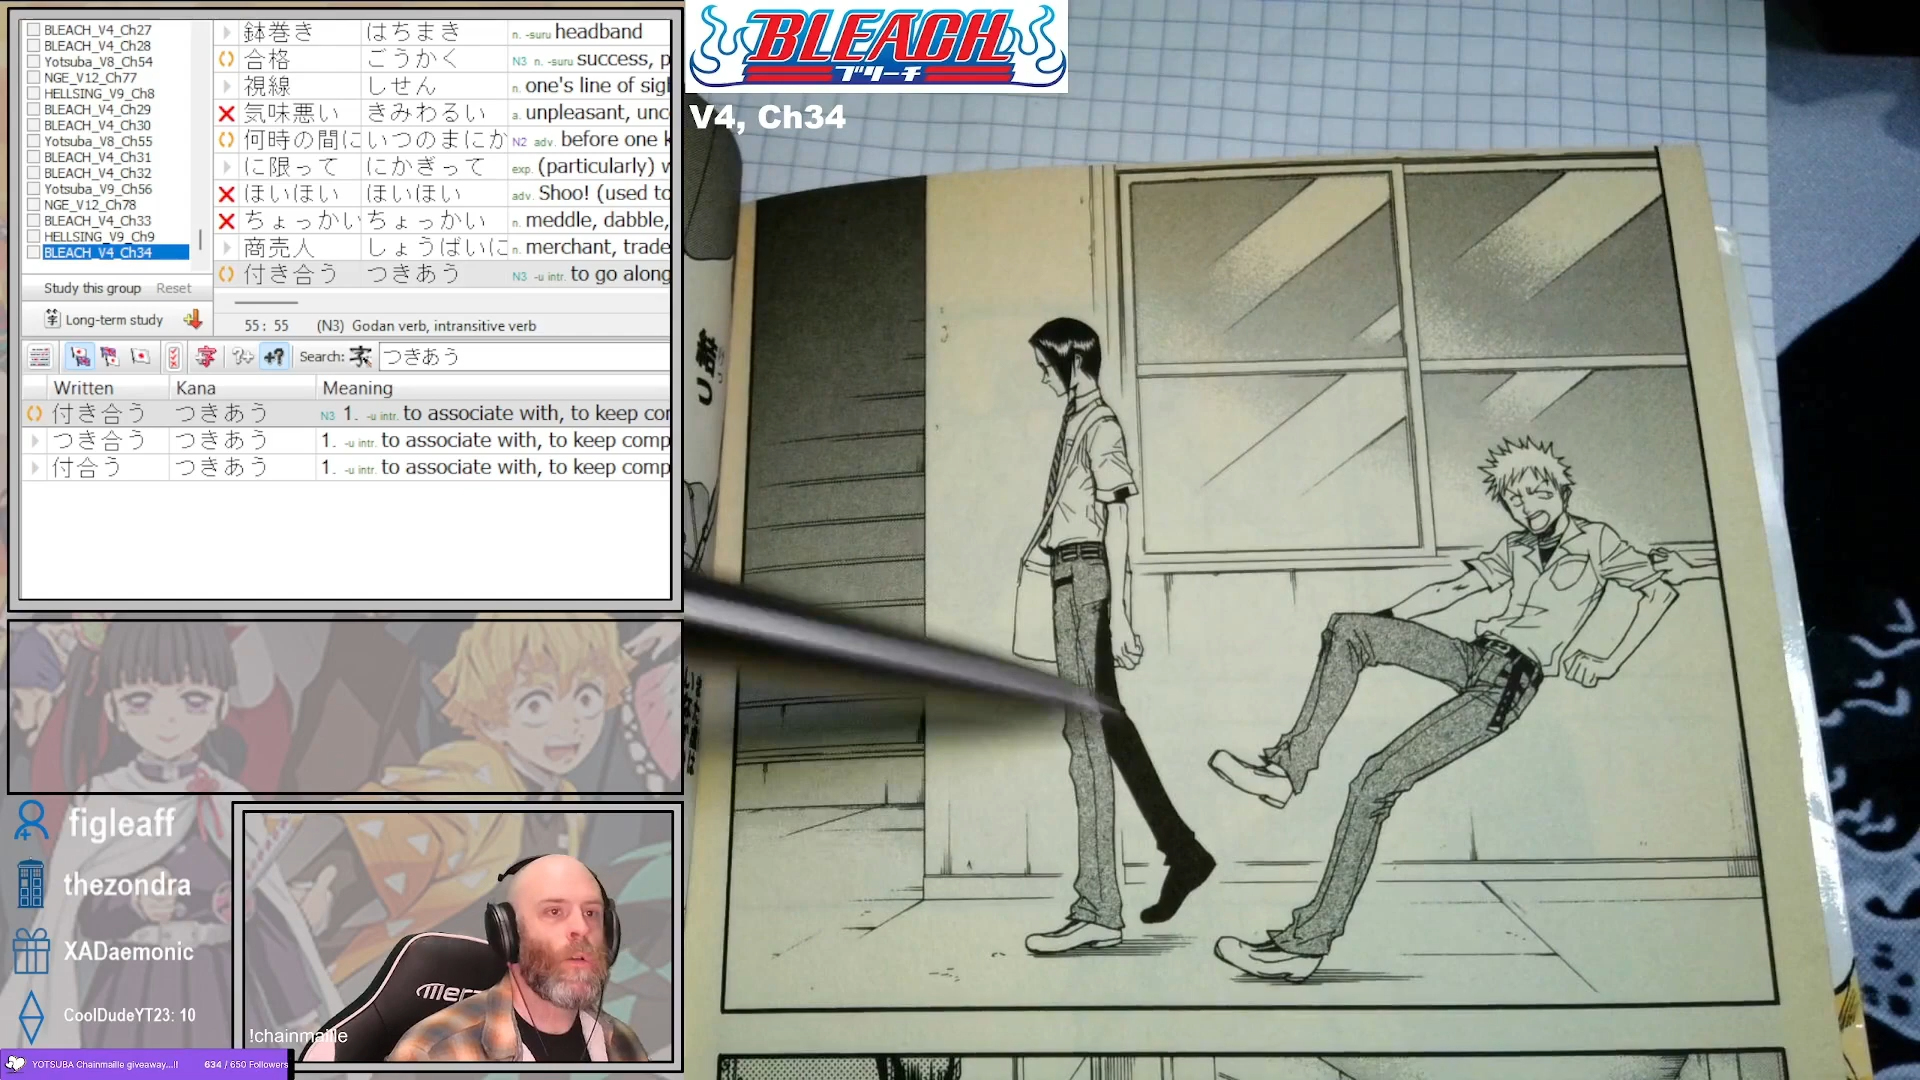 BLEACH_V4_Ch27
BLEACH_V4_Ch28
Yotsuba_V8_Ch54
NGE_V12_Ch77
HELLSING_V9_Ch8
BLEACH_V4_Ch29
BLEACH_V4_Ch30
Yotsuba_V8_Ch55
BLEACH_V4_Ch31
BLEACH_V4_Ch32
Yotsuba_V9_Ch56
NGE_V12_Ch78
BLEACH_V4_Ch33
HELLSING_V9_Ch9
BLEACH_V4_Ch34
Study this group Reset
Long-term study
鉢巻き はちまき n. -suru headband
合格 ごうかく N3 n. -suru success, p
視線 しせん n. one's line of sigh
気味悪い きみわるい a. unpleasant, unc
何時の間に いつのまにか N2 adv. before one k
に限って にかぎって exp. (particularly) w
ほいほい ほいほい adv. Shoo! (used to
ちょっかい ちょっかい n. meddle, dabble,
商売人 しょうばいに n. merchant, trade
付き合う つきあう N3 -u intr. to go along
55: 55 (N3) Godan verb, intransitive verb
Search: つきあう
Written Kana Meaning
付き合う つきあう N3 1. -u intr. to associate with, to keep cor
つき合う つきあう 1. -u intr. to associate with, to keep comp
付合う つきあう 1. -u intr. to associate with, to keep comp
BLEACH
ブリーチ
V4, Ch34
figleaff
thezondra
XADaemonic
CoolDudeYT23: 10
YOTSUBA Chainmaille giveaway...!! 634 / 650 Followers
!chainmaille